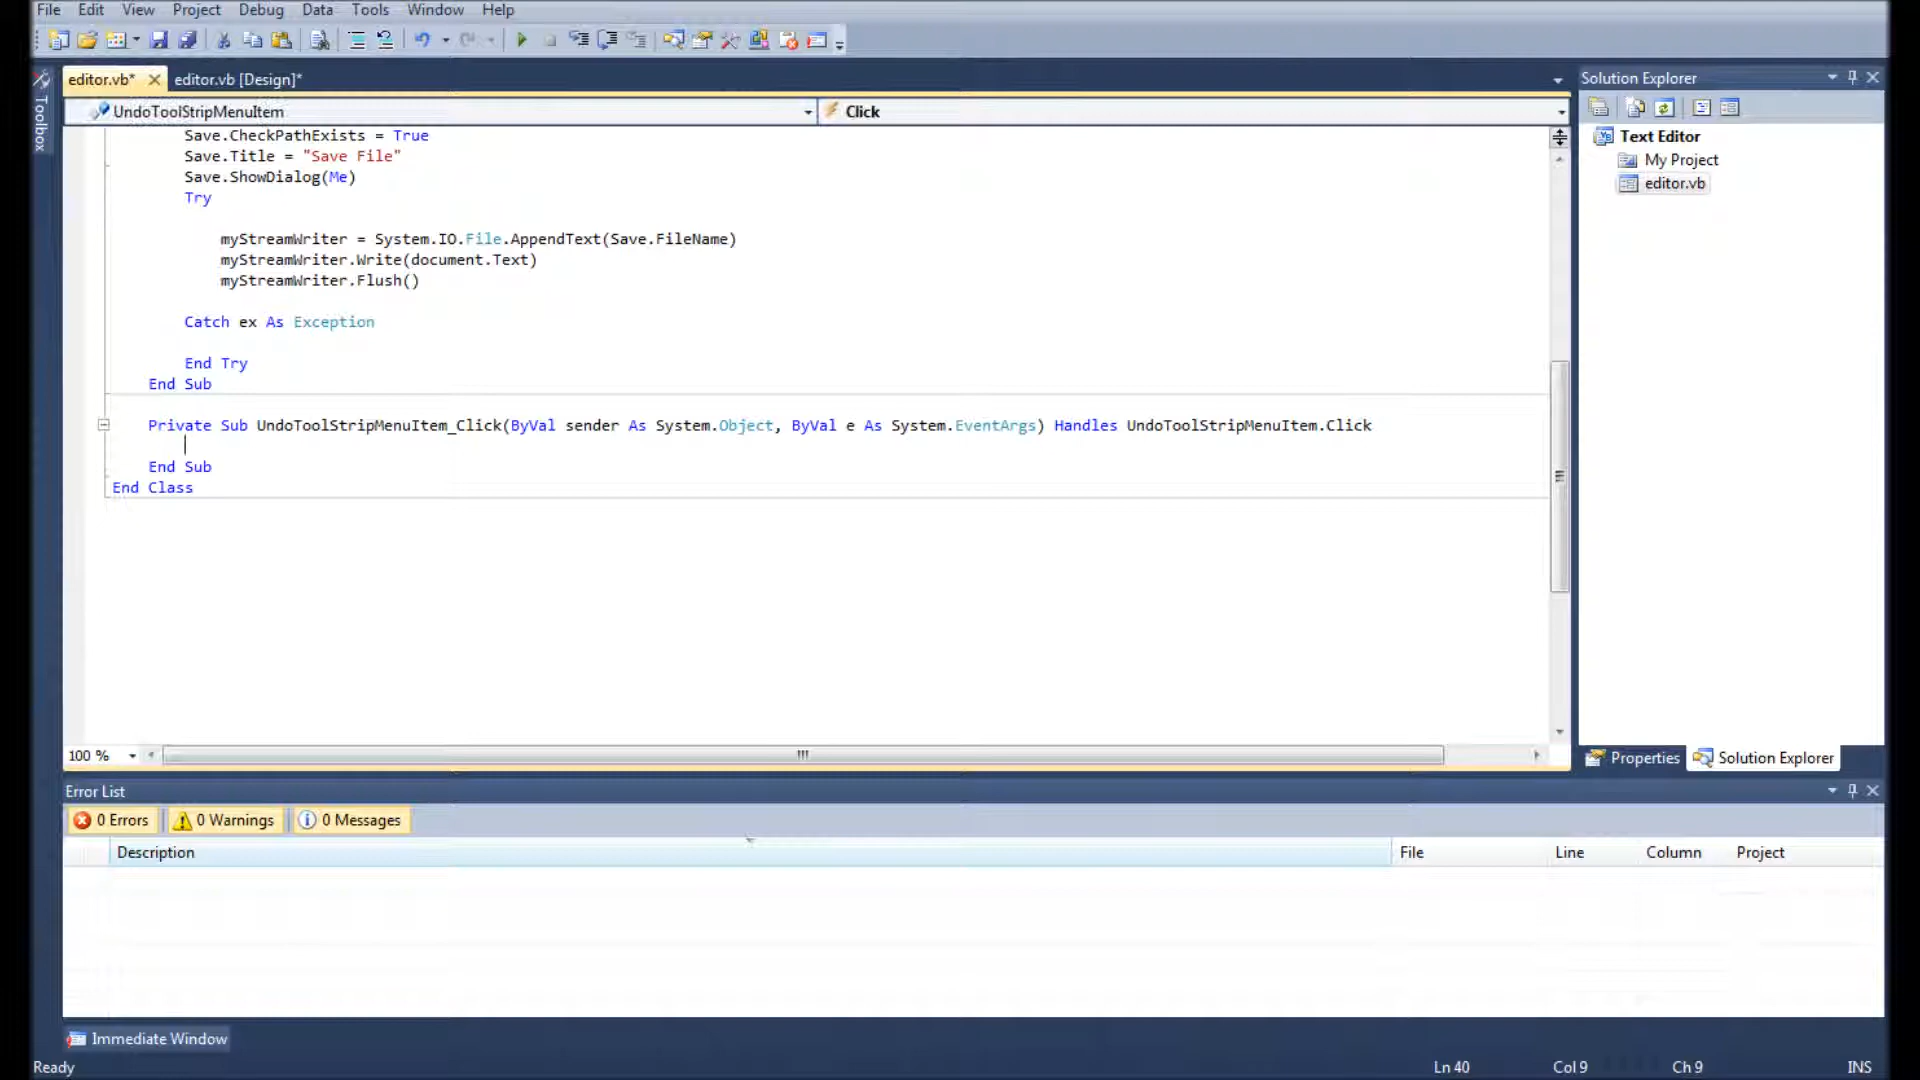 File Edit View Project Debug Data Tools Window Help
editor.vb* editor.vb [Design]*
Solution Explorer
UndoToolStripMenuItem Click
Toolbox
Save.CheckPathExists = True
Save.Title = "Save File"
Save.ShowDialog(Me)
Try
myStreamWriter = System.IO.File.AppendText(Save.FileName)
myStreamWriter.Write(document.Text)
myStreamWriter.Flush()
Catch ex As Exception
End Try
End Sub
Private Sub UndoToolStripMenuItem_Click(ByVal sender As System.Object, ByVal e As System.EventArgs) Handles UndoToolStripMenuItem.Click
End Sub
End Class
Text Editor
My Project
editor.vb
100 %
Properties Solution Explorer
Error List
0 Errors 0 Warnings 0 Messages
Description File Line Column Project
Immediate Window
Ready Ln 40 Col 9 Ch 9 INS